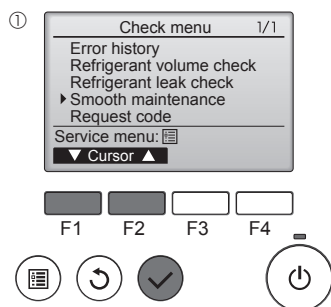 ①
Check menu 1/1
Error history
Refrigerant volume check
Refrigerant leak check
Smooth maintenance
Request code
Service menu:
▼ Cursor ▲
F1 F2 F3 F4